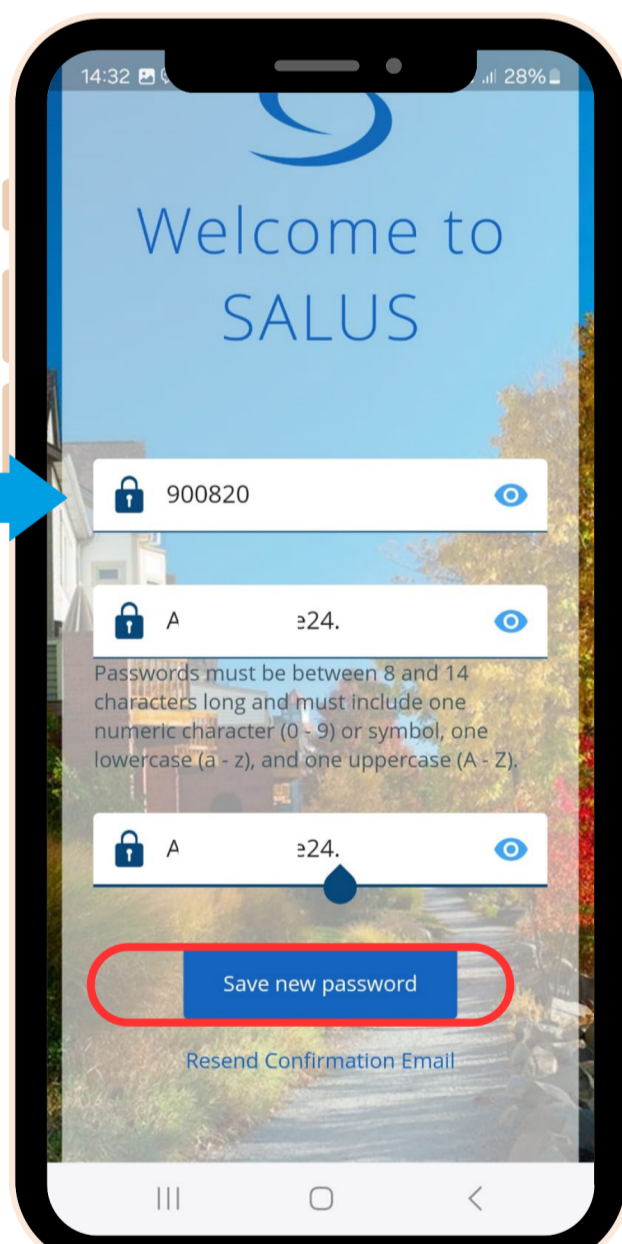 14:32
28%
Welcome to
SALUS
900820
A e24.
Passwords must be between 8 and 14
characters long and must include one
numeric character (0 - 9) or symbol, one
lowercase (a - z), and one uppercase (A - Z).
A e24.
Save new password
Resend Confirmation Email